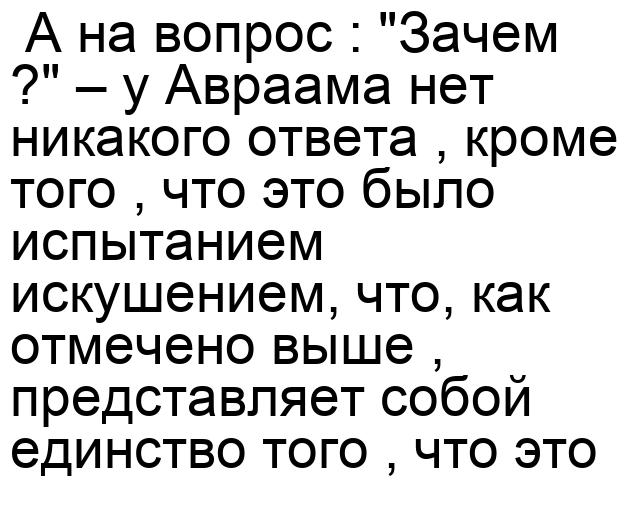 А на вопрос : "Зачем
?" – у Авраама нет
никакого ответа , кроме
того , что это было
испытанием
искушением, что, как
отмечено выше ,
представляет собой
единство того , что это